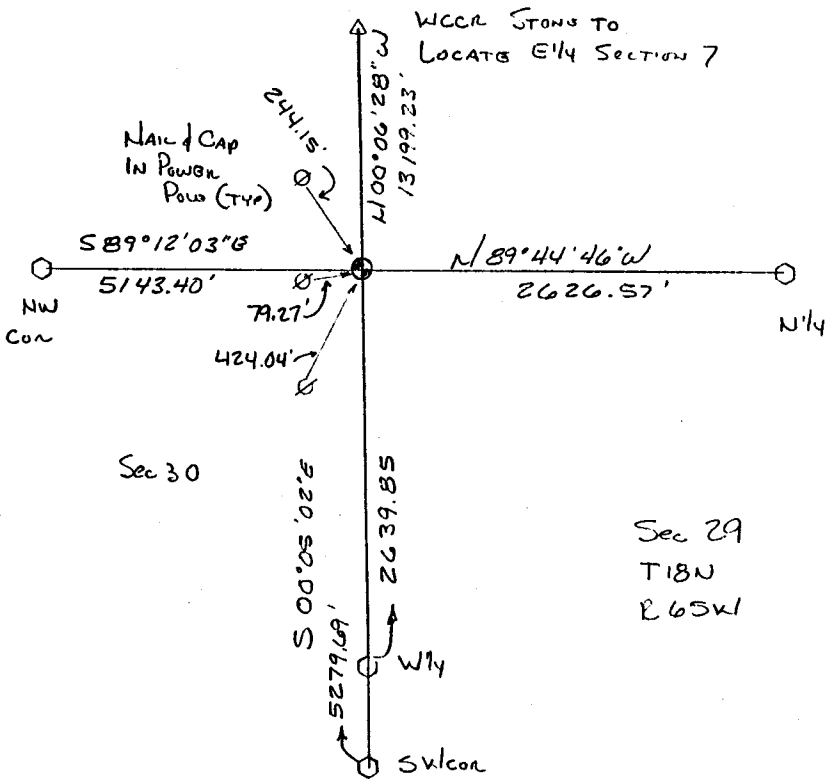 WCCR STONE TO
LOCATE E1/4 SECTION 7
N00°06'28"W
13199.23'
244.15'
NAIL & CAP
IN POWER
POLE (TYP)
S89°12'03"E
5143.40'
N89°44'46"W
2626.57'
NW
COR
79.27'
N1/4
424.04'
Sec 30
S00°05'02"E
2639.85
Sec 29
T18N
R65W
5279.69'
W1/4
SW COR